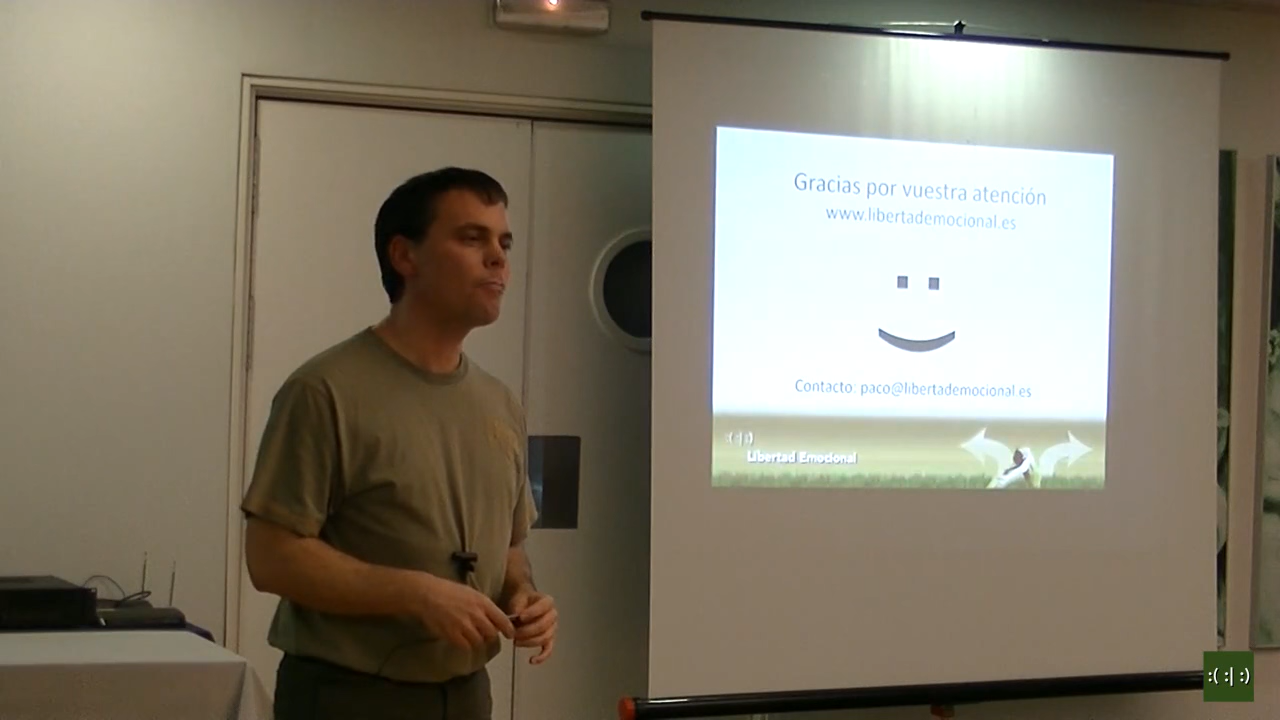 Gracias por vuestra atención
www.libertademocional.es
Contacto: paco@libertademocional.es
:( :| :)
Libertad Emocional
:( :| :)